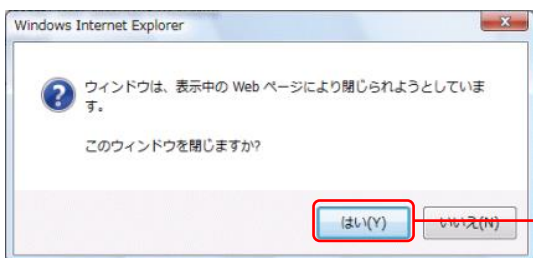 Windows Internet Explorer
ウィンドウは、表示中の Web ページにより閉じられようとしていま
す。
このウィンドウを閉じますか?
はい(Y)
いいえ(N)